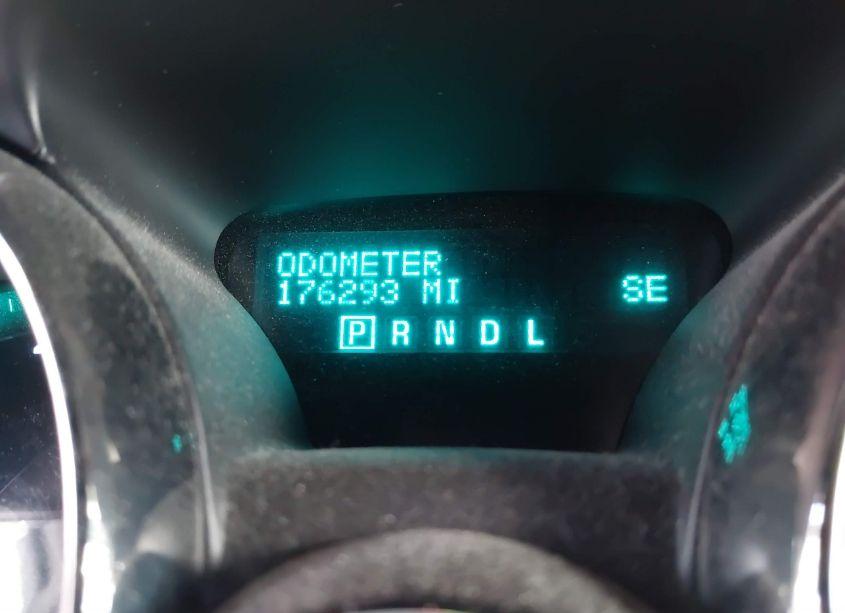 ODOMETER
176293 MI SE
P R N D L